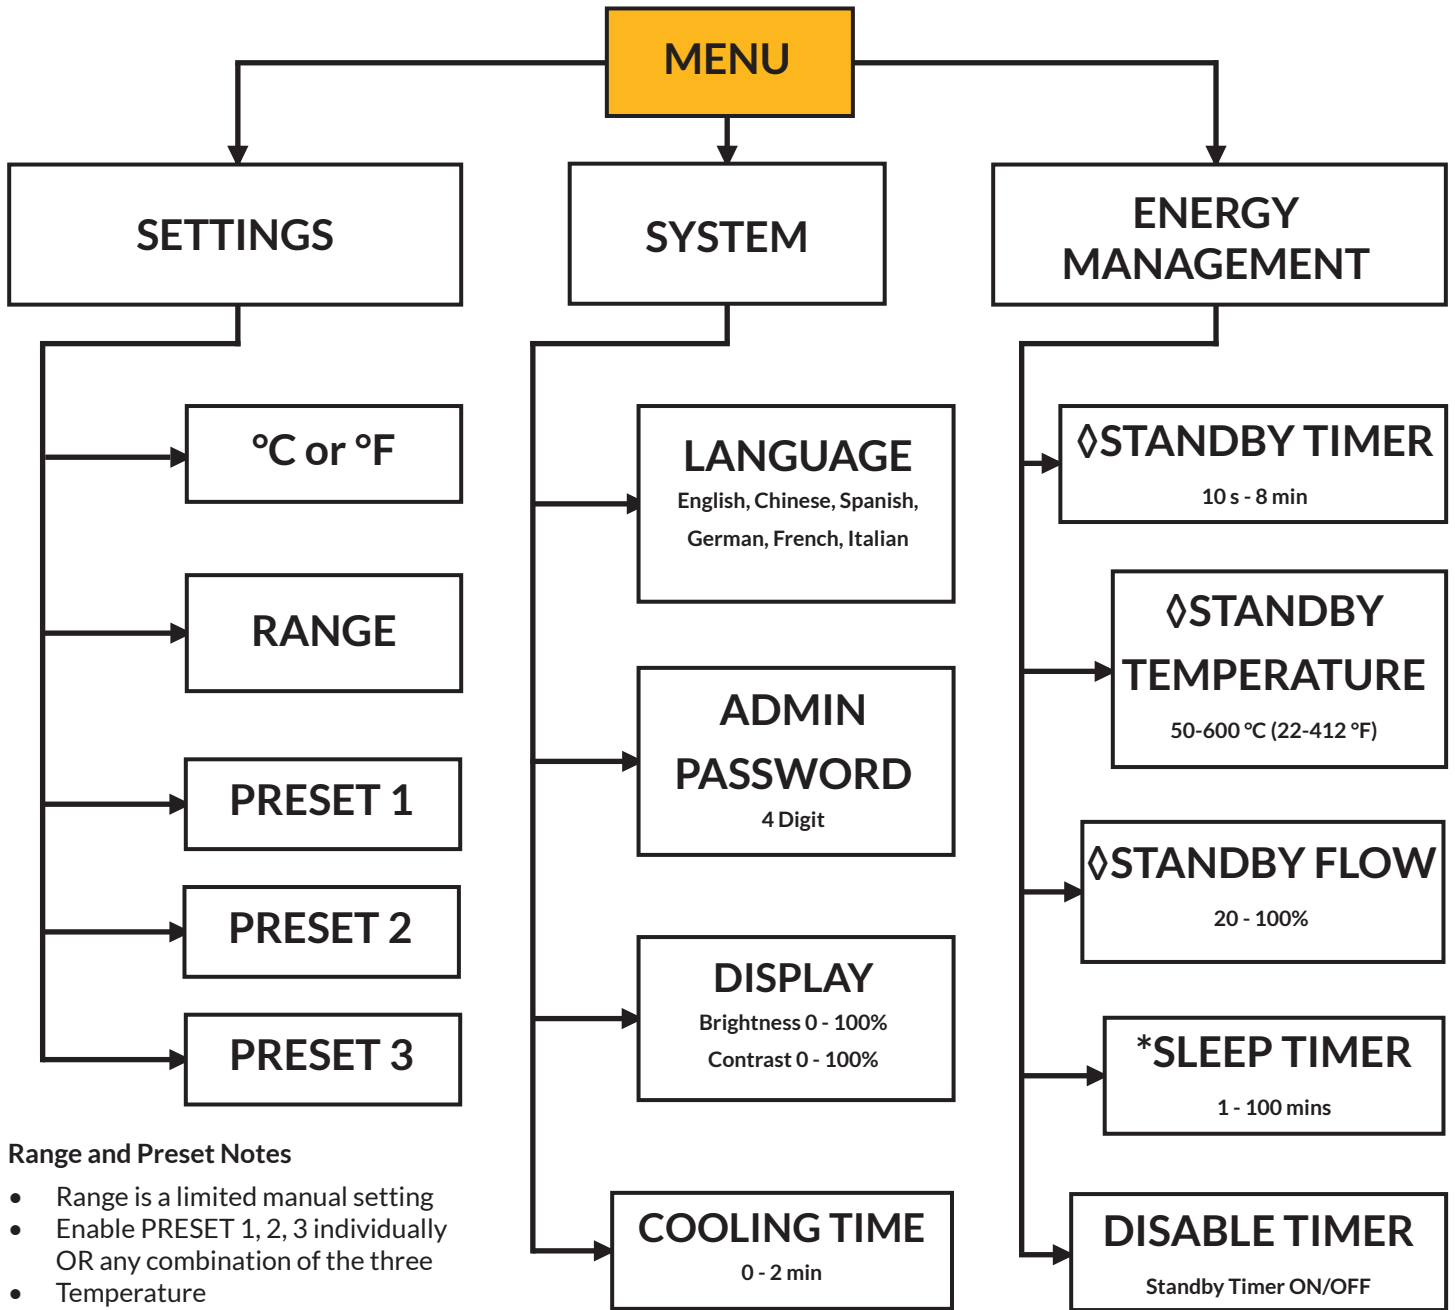 MENU
SETTINGS
°C or °F
RANGE
PRESET 1
PRESET 2
PRESET 3
Range and Preset Notes
• Range is a limited manual setting
• Enable PRESET 1, 2, 3 individually
OR any combination of the three
• Temperature
SYSTEM
LANGUAGE
English, Chinese, Spanish,
German, French, Italian
ADMIN
PASSWORD
4 Digit
DISPLAY
Brightness 0 - 100%
Contrast 0 - 100%
COOLING TIME
0 - 2 min
ENERGY
MANAGEMENT
◊STANDBY TIMER
10 s - 8 min
◊STANDBY
TEMPERATURE
50-600 °C (22-412 °F)
◊STANDBY FLOW
20 - 100%
*SLEEP TIMER
1 - 100 mins
DISABLE TIMER
Standby Timer ON/OFF